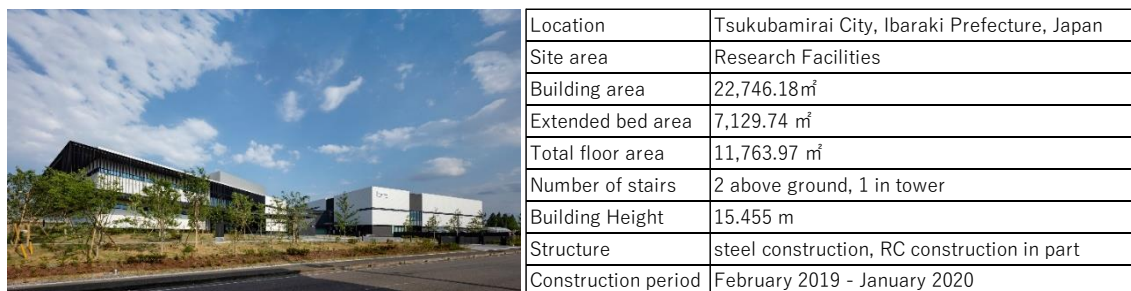 Location Tsukubamirai City, Ibaraki Prefecture, Japan
Site area Research Facilities
Building area 22,746.18㎡
Extended bed area 7,129.74 ㎡
Total floor area 11,763.97 ㎡
Number of stairs 2 above ground, 1 in tower
Building Height 15.455 m
Structure steel construction, RC construction in part
Construction period February 2019 - January 2020